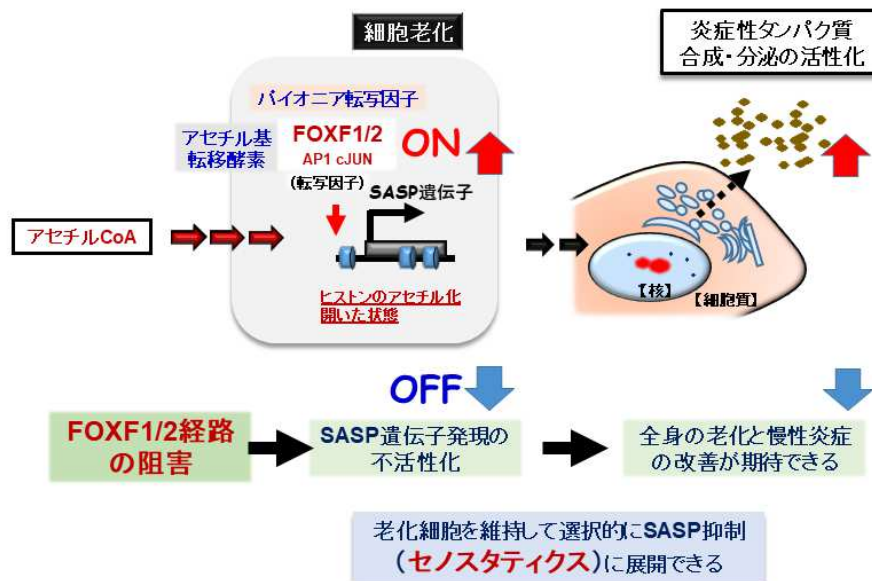 細胞老化
炎症性タンパク質
合成・分泌の活性化
パイオニア転写因子
アセチル基
転移酵素
FOXF1/2
AP1 cJUN
(転写因子)
ON
SASP遺伝子
アセチルCoA
ヒストンのアセチル化
開いた状態
【核】
【細胞質】
OFF
FOXF1/2経路
の阻害
SASP遺伝子発現の
不活性化
全身の老化と慢性炎症
の改善が期待できる
老化細胞を維持して選択的にSASP抑制
(セノスタティクス)に展開できる